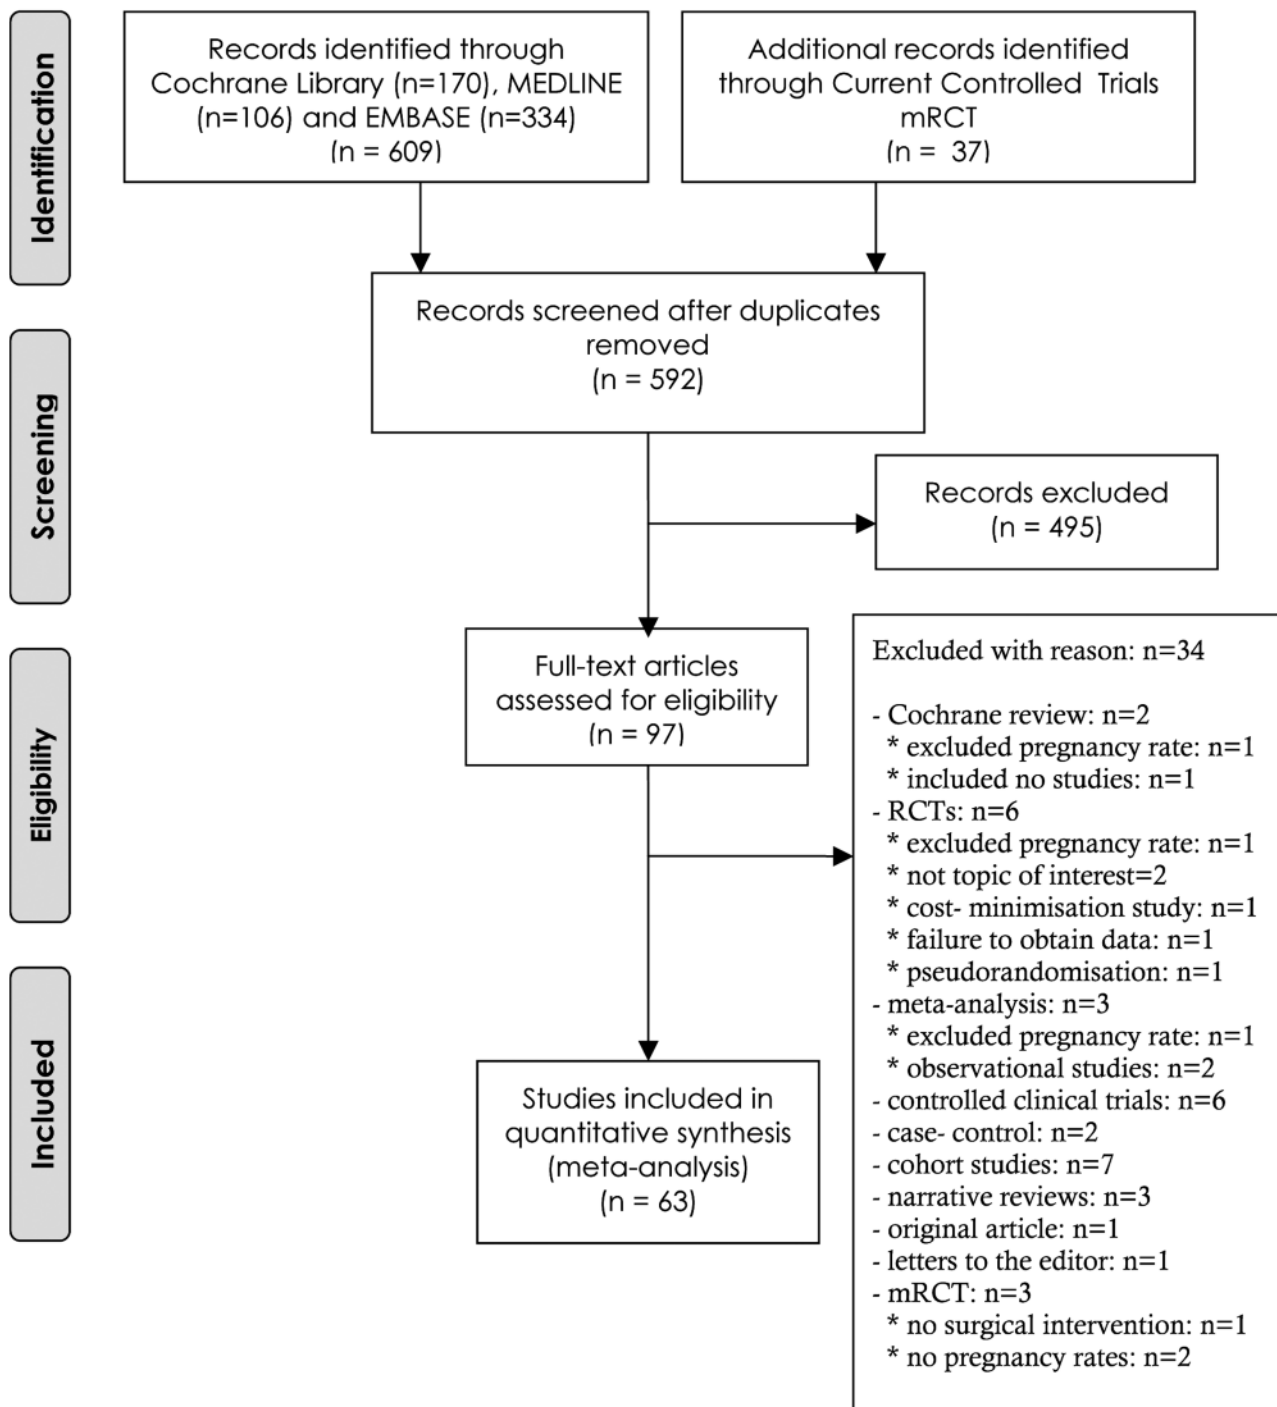 Identification
Records identified through
Cochrane Library (n=170), MEDLINE
(n=106) and EMBASE (n=334)
(n = 609)
Additional records identified
through Current Controlled Trials
mRCT
(n = 37)
Screening
Records screened after duplicates
removed
(n = 592)
Records excluded
(n = 495)
Eligibility
Full-text articles
assessed for eligibility
(n = 97)
Excluded with reason: n=34
- Cochrane review: n=2
* excluded pregnancy rate: n=1
* included no studies: n=1
- RCTs: n=6
* excluded pregnancy rate: n=1
* not topic of interest=2
* cost- minimisation study: n=1
* failure to obtain data: n=1
* pseudorandomisation: n=1
- meta-analysis: n=3
* excluded pregnancy rate: n=1
* observational studies: n=2
- controlled clinical trials: n=6
- case- control: n=2
- cohort studies: n=7
- narrative reviews: n=3
- original article: n=1
- letters to the editor: n=1
- mRCT: n=3
* no surgical intervention: n=1
* no pregnancy rates: n=2
Included
Studies included in
quantitative synthesis
(meta-analysis)
(n = 63)